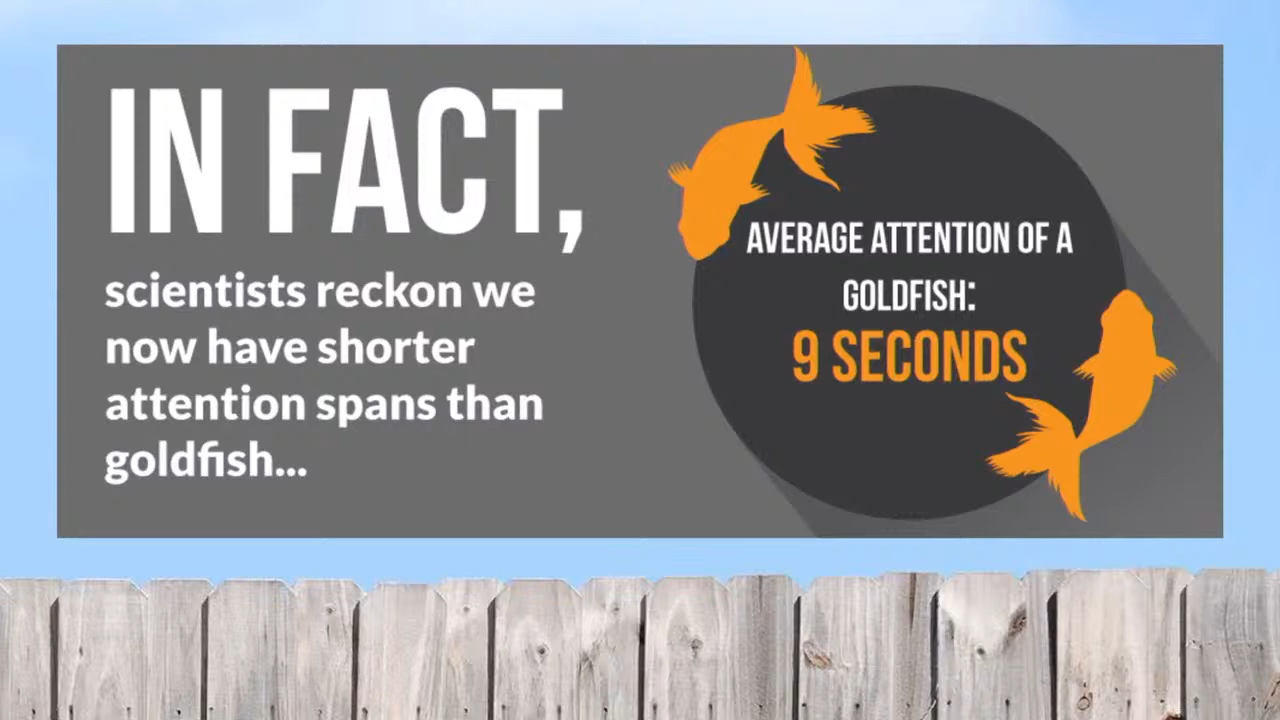 IN FACT,
scientists reckon we
now have shorter
attention spans than
goldfish...
AVERAGE ATTENTION OF A
GOLDFISH:
9 SECONDS